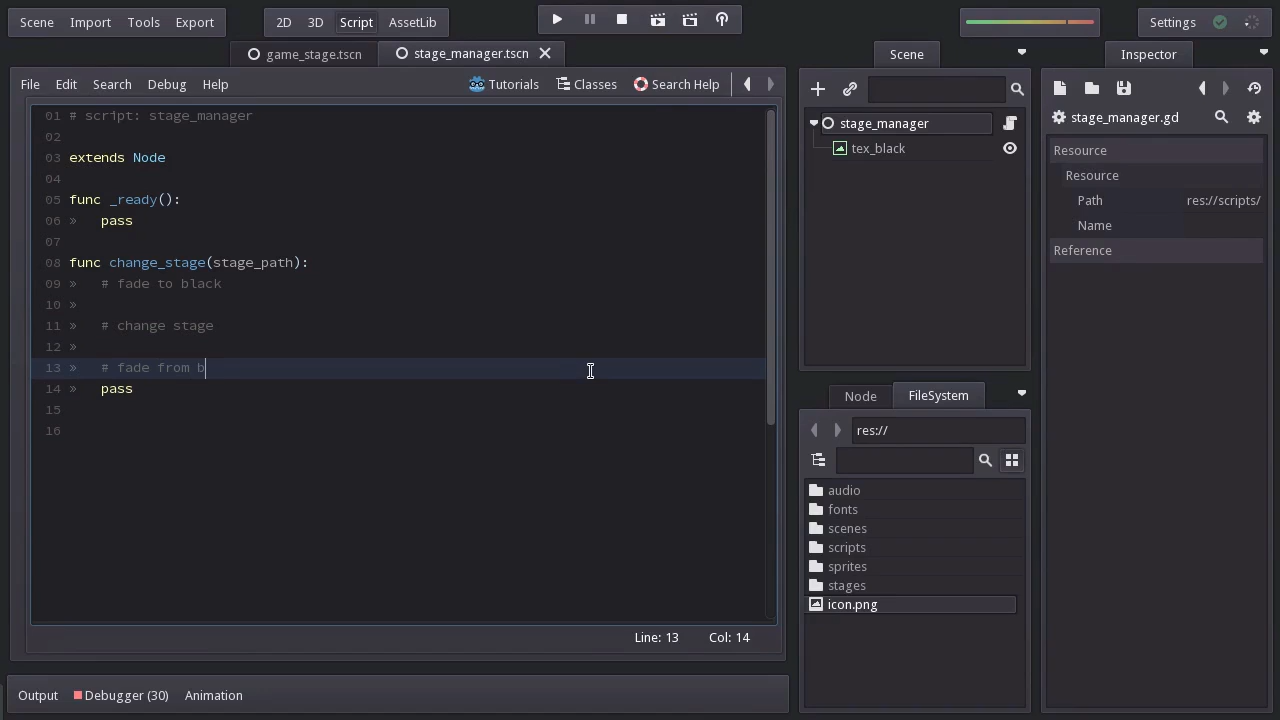 Scene Import Tools Export 2D 3D Script AssetLib Settings
game_stage.tscn stage_manager.tscn Scene Inspector
File Edit Search Debug Help Tutorials Classes Search Help
01 # script: stage_manager
02
03 extends Node
04
05 func _ready():
06 » pass
07
08 func change_stage(stage_path):
09 » # fade to black
10 »
11 » # change stage
12 »
13 » # fade from b
14 » pass
15
16
Line: 13 Col: 14
Output Debugger (30) Animation
stage_manager
tex_black
Node FileSystem
res://
audio
fonts
scenes
scripts
sprites
stages
icon.png
stage_manager.gd
Resource
Resource
Path res://scripts/
Name
Reference